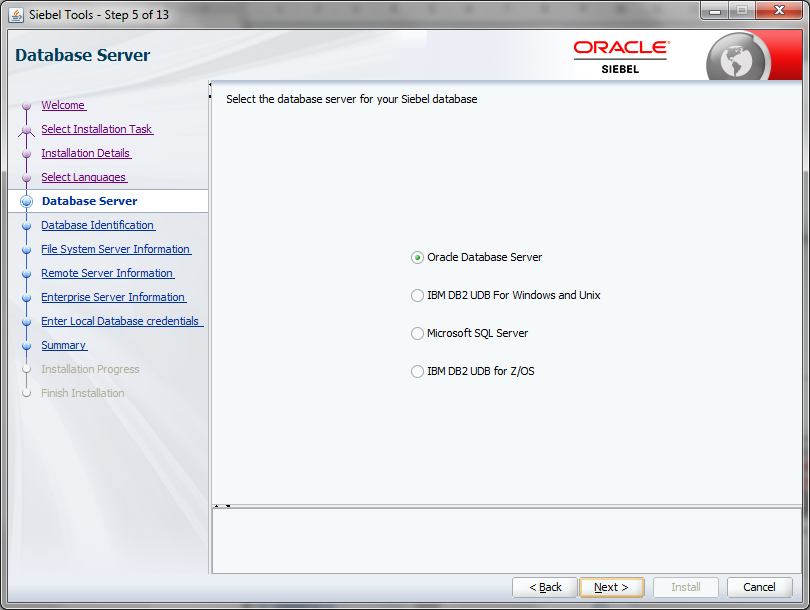 Siebel Tools - Step 5 of 13
Database Server
ORACLE
SIEBEL
Welcome
Select Installation Task
Installation Details
Select Languages
Database Server
Database Identification
File System Server Information
Remote Server Information
Enterprise Server Information
Enter Local Database credentials
Summary
Installation Progress
Finish Installation
Select the database server for your Siebel database
Oracle Database Server
IBM DB2 UDB For Windows and Unix
Microsoft SQL Server
IBM DB2 UDB for Z/OS
< Back Next > Install Cancel